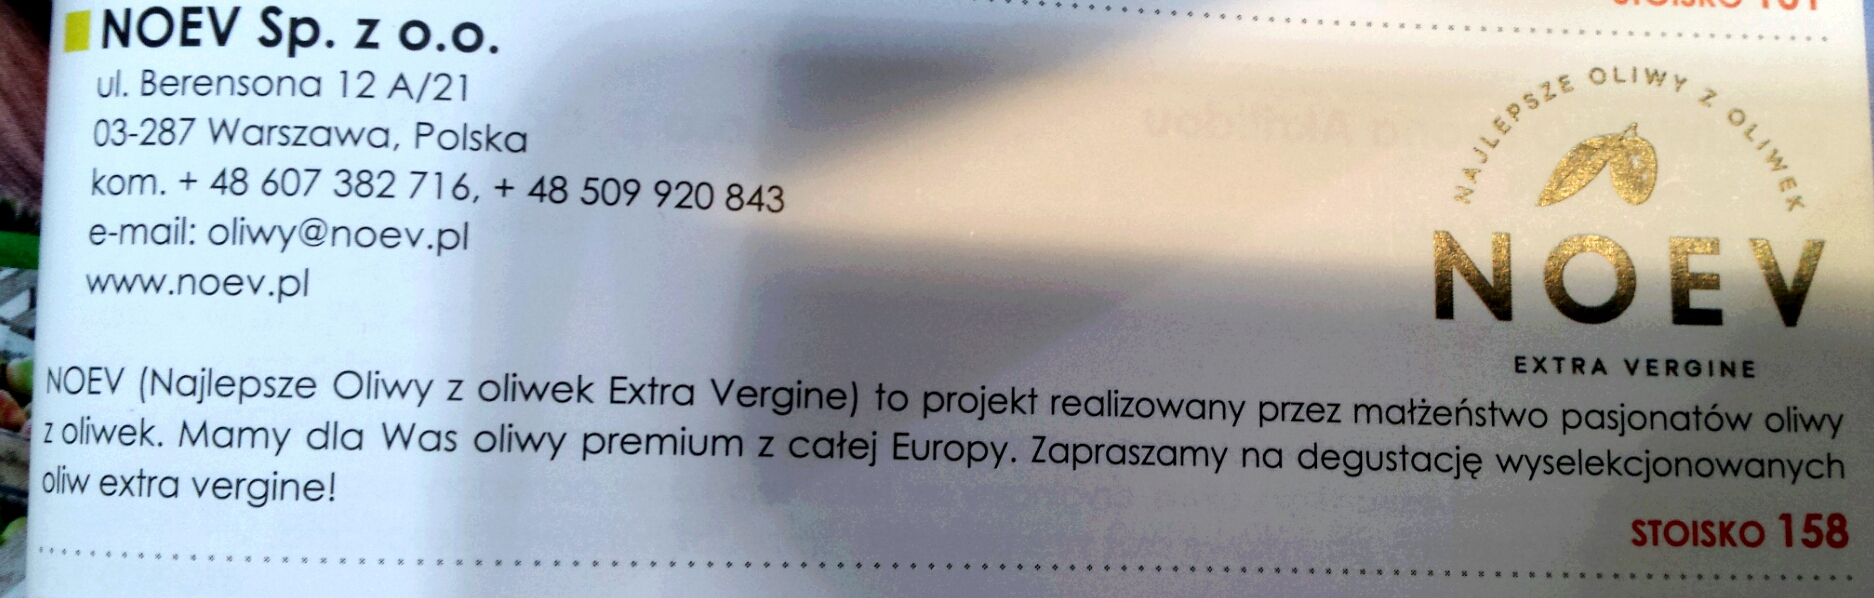 STOISKO 161
NOEV Sp. z o.o.
ul. Berensona 12 A/21
03-287 Warszawa, Polska
kom. + 48 607 382 716, + 48 509 920 843
e-mail: oliwy@noev.pl
www.noev.pl
NAJLEPSZE OLIWY Z OLIWEK
NOEV
EXTRA VERGINE
NOEV (Najlepsze Oliwy z oliwek Extra Vergine) to projekt realizowany przez małżeństwo pasjonatów oliwy
z oliwek. Mamy dla Was oliwy premium z całej Europy. Zapraszamy na degustację wyselekcjonowanych
oliw extra vergine!
STOISKO 158